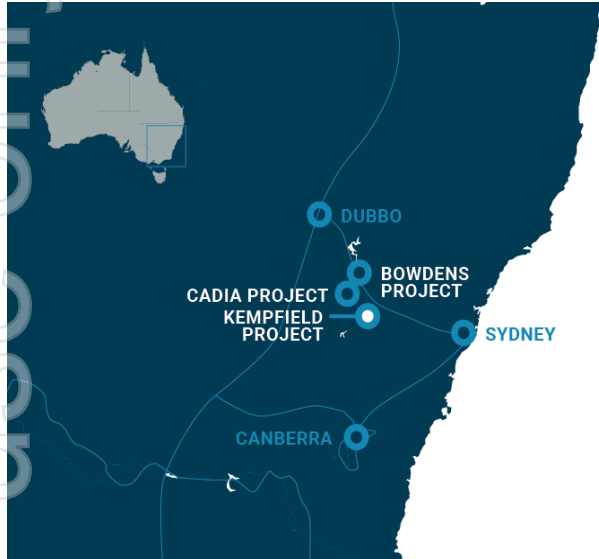 DUBBO
BOWDENS
PROJECT
CADIA PROJECT
KEMPFIELD
PROJECT
SYDNEY
CANBERRA